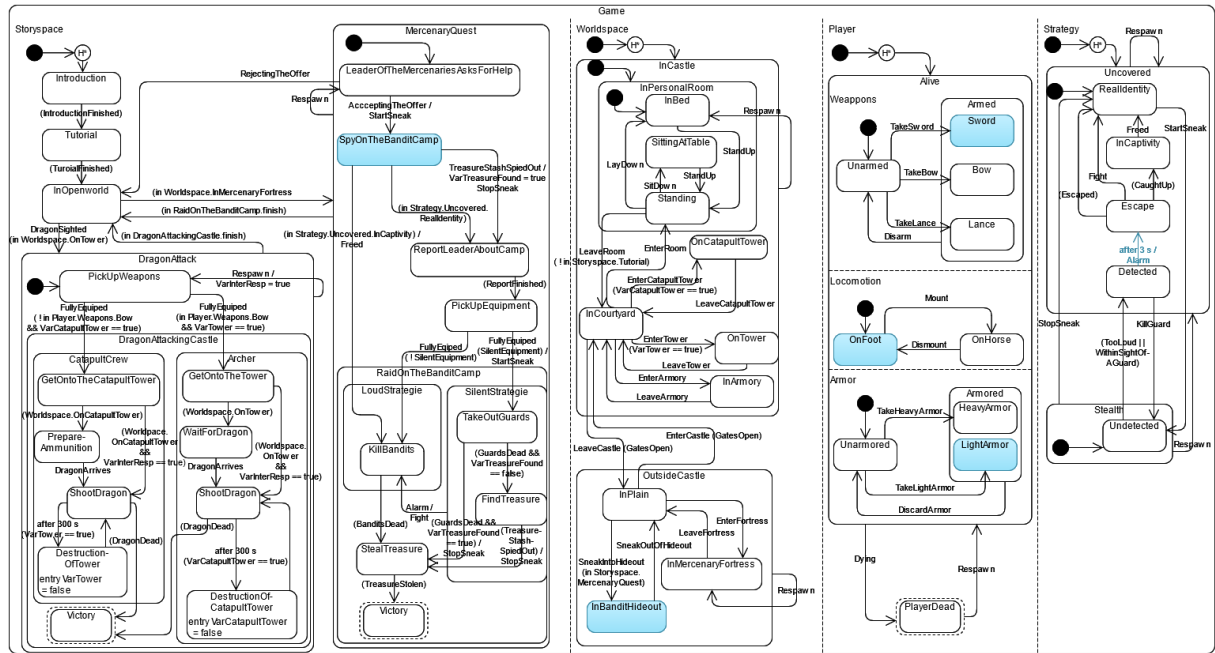 Game
Storyspace
H*
Introduction
(IntroductionFinished)
Tutorial
(TuroialFinished)
InOpenworld
RejectingTheOffer
(in Worldspace.InMercenaryFortress)
(in RaidOnTheBanditCamp.finish)
DragonSighted
(in Worldspace.OnTower)
(in DragonAttackingCastle.finish)
DragonAttack
PickUpWeapons
Respawn /
VarInterResp = true
FullyEquiped
( ! in Player.Weapons.Bow
&& VarCatapultTower == true)
FullyEquiped
(in Player.Weapons.Bow
&& VarTower == true)
DragonAttackingCastle
CatapultCrew
GetOntoTheCatapultTower
(Worldspace.OnCatapultTower)
Prepare-
Ammunition
(Worldspace.
OnCatapultTower
&&
VarInterResp == true)
DragonArrives
ShootDragon
after 300 s
(VarTower == true)
(DragonDead)
Destruction-
OfTower
entry VarTower
= false
Victory
Archer
GetOntoTheTower
(Worldspace.OnTower)
WaitForDragon
(Worldspace.
OnTower
&&
VarInterResp == true)
DragonArrives
ShootDragon
(DragonDead)
after 300 s
(VarCatapultTower == true)
DestructionOf-
CatapultTower
entry VarCatapultTower
= false
MercenaryQuest
LeaderOfTheMercenariesAsksForHelp
Respawn
AccceptingTheOffer /
StartSneak
SpyOnTheBanditCamp
TreasureStashSpiedOut /
VarTreasureFound = true
StopSneak
(in Strategy.Uncovered.
RealIdentity)
(in Strategy.Uncovered.InCaptivity) /
Freed
ReportLeaderAboutCamp
(ReportFinished)
PickUpEquipment
FullyEqiped
( ! SilentEquipment)
FullyEquiped
(SilentEquipment) /
StartSneak
RaidOnTheBanditCamp
LoudStrategie
KillBandits
SilentStrategie
TakeOutGuards
(GuardsDead &&
VarTreasureFound
== false)
FindTreasure
Alarm /
Fight
(BanditsDead)
(GuardsDead &&
VarTreasureFound
== true) /
StopSneak
(Treasure-
Stash-
SpiedOut) /
StopSneak
StealTreasure
(TreasureStolen)
Victory
Worldspace
H*
InCastle
InPersonalRoom
InBed
Respawn
SittingAtTable
StandUp
LayDown
StandUp
SitDown
Standing
LeaveRoom
( ! in.Storyspace.Tutorial)
EnterRoom
OnCatapultTower
EnterCatapultTower
(VarCatapultTower == true)
LeaveCatapultTower
InCourtyard
EnterTower
(VarTower == true)
OnTower
LeaveTower
EnterArmory
InArmory
LeaveArmory
EnterCastle (GatesOpen)
LeaveCastle (GatesOpen)
OutsideCastle
InPlain
EnterFortress
LeaveFortress
SneakOutOfHideout
SneakIntoHideout
(in Storyspace.
MercenaryQuest)
InMercenaryFortress
Respawn
InBanditHideout
Player
H*
Alive
Weappons
Armed
TakeSword
Sword
Unarmed
TakeBow
Bow
TakeLance
Lance
Disarm
Locomotion
Mount
OnFoot
Dismount
OnHorse
Armor
Armored
TakeHeavyArmor
HeavyArmor
Unarmored
LightArmor
TakeLightArmor
DiscardArmor
Dying
Respawn
PlayerDead
Strategy
H*
Respawn
Uncovered
RealIdentity
Freed
StartSneak
InCaptivity
Fight
(Escaped)
(CaughtUp)
Escape
after 3 s /
Alarm
Detected
StopSneak
KillGuard
(TooLoud ||
WithinSightOf-
AGuard)
Stealth
Undetected
Respawn